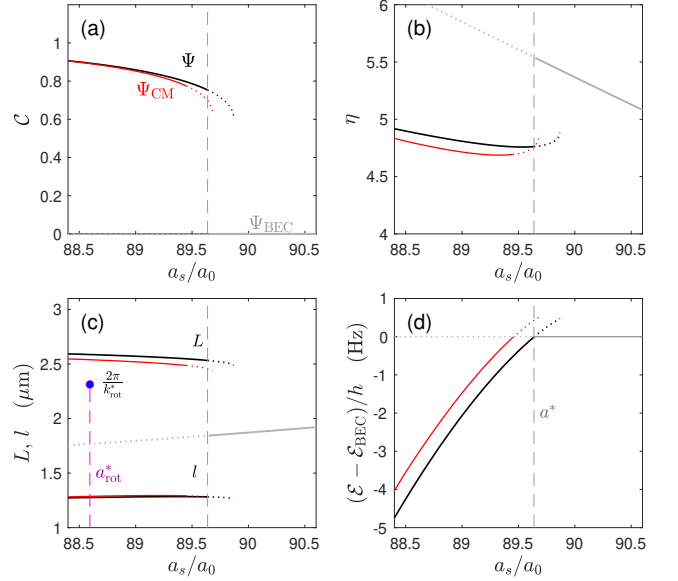 (a)
Ψ
Ψ_CM
Ψ_BEC
C
1
0.8
0.6
0.4
0.2
0
88.5 89 89.5 90 90.5
a_s/a_0
(b)
η
6
5.5
5
4.5
4
88.5 89 89.5 90 90.5
a_s/a_0
(c)
L
2π/k*_rot
a*_rot
l
L, l (μm)
3
2.5
2
1.5
1
88.5 89 89.5 90 90.5
a_s/a_0
(d)
a*
(ℰ − ℰ_BEC)/h (Hz)
1
0
-1
-2
-3
-4
-5
88.5 89 89.5 90 90.5
a_s/a_0